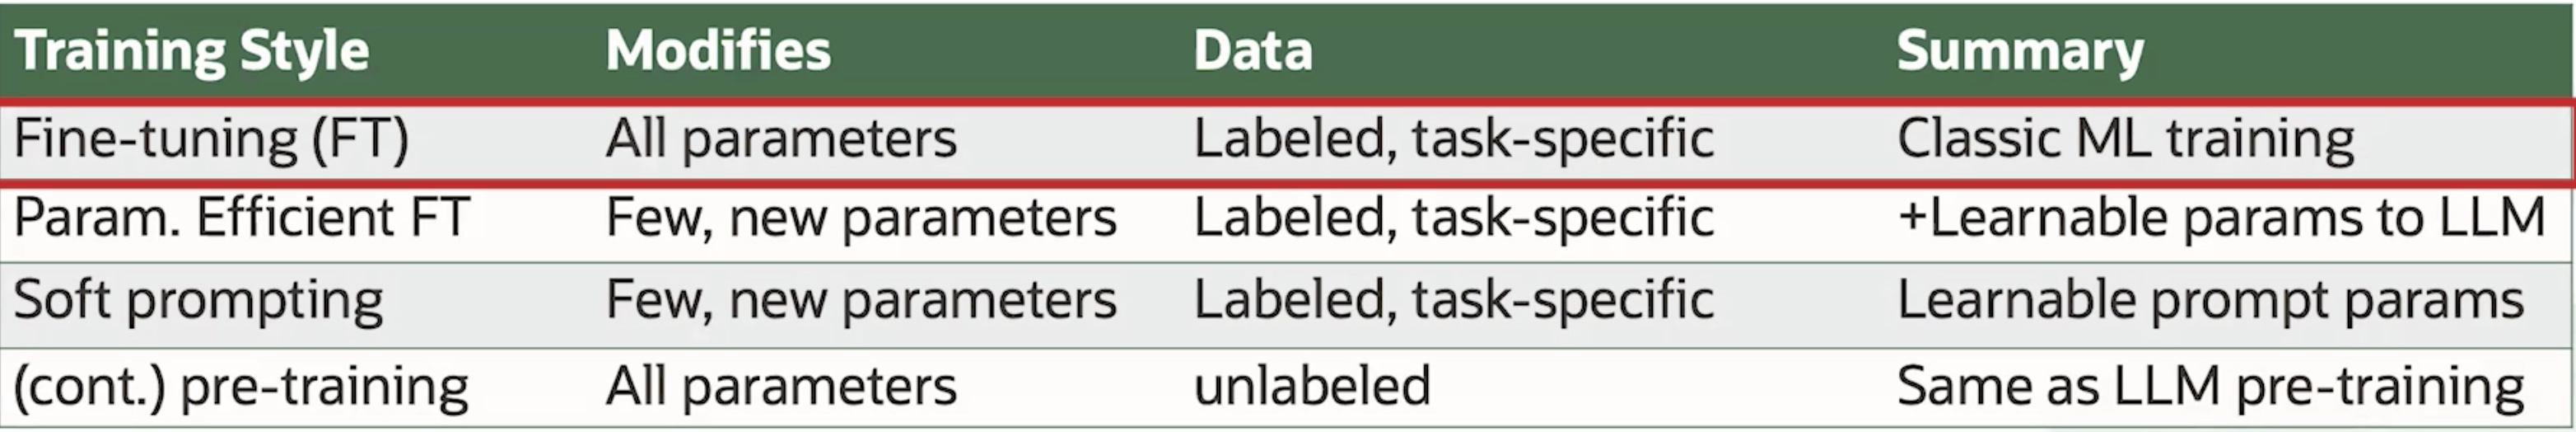 Training Style Modifies Data Summary
Fine-tuning (FT) All parameters Labeled, task-specific Classic ML training
Param. Efficient FT Few, new parameters Labeled, task-specific +Learnable params to LLM
Soft prompting Few, new parameters Labeled, task-specific Learnable prompt params
(cont.) pre-training All parameters unlabeled Same as LLM pre-training